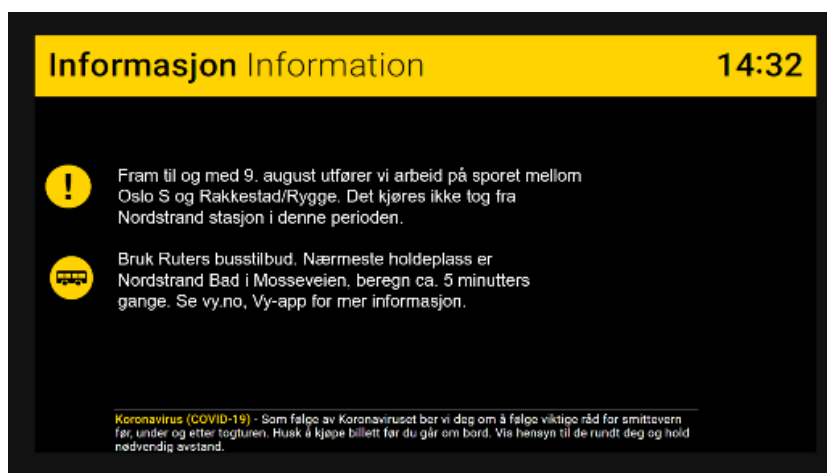 Informasjon Information
14:32
Fram til og med 9. august utfører vi arbeid på sporet mellom
Oslo S og Rakkestad/Rygge. Det kjøres ikke tog fra
Nordstrand stasjon i denne perioden.
Bruk Ruters busstilbud. Nærmeste holdeplass er
Nordstrand Bad i Mosseveien, beregn ca. 5 minutters
gange. Se vy.no, Vy-app for mer informasjon.
Koronavirus (COVID-19) - Som følge av Koronaviruset ber vi deg om å følge viktige råd for smittevern
før, under og etter togturen. Husk å kjøpe billett før du går om bord. Vis hensyn til de rundt deg og hold
nødvendig avstand.